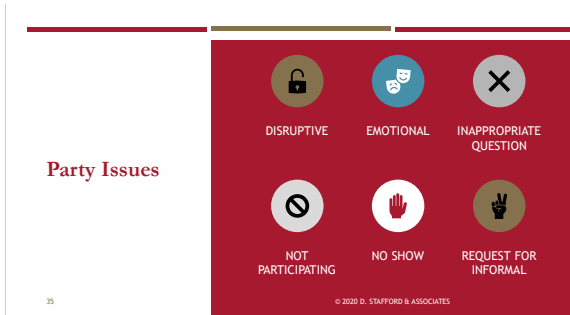 Party Issues
DISRUPTIVE
EMOTIONAL
INAPPROPRIATE
QUESTION
NOT
PARTICIPATING
NO SHOW
REQUEST FOR
INFORMAL
35
© 2020 D. STAFFORD & ASSOCIATES